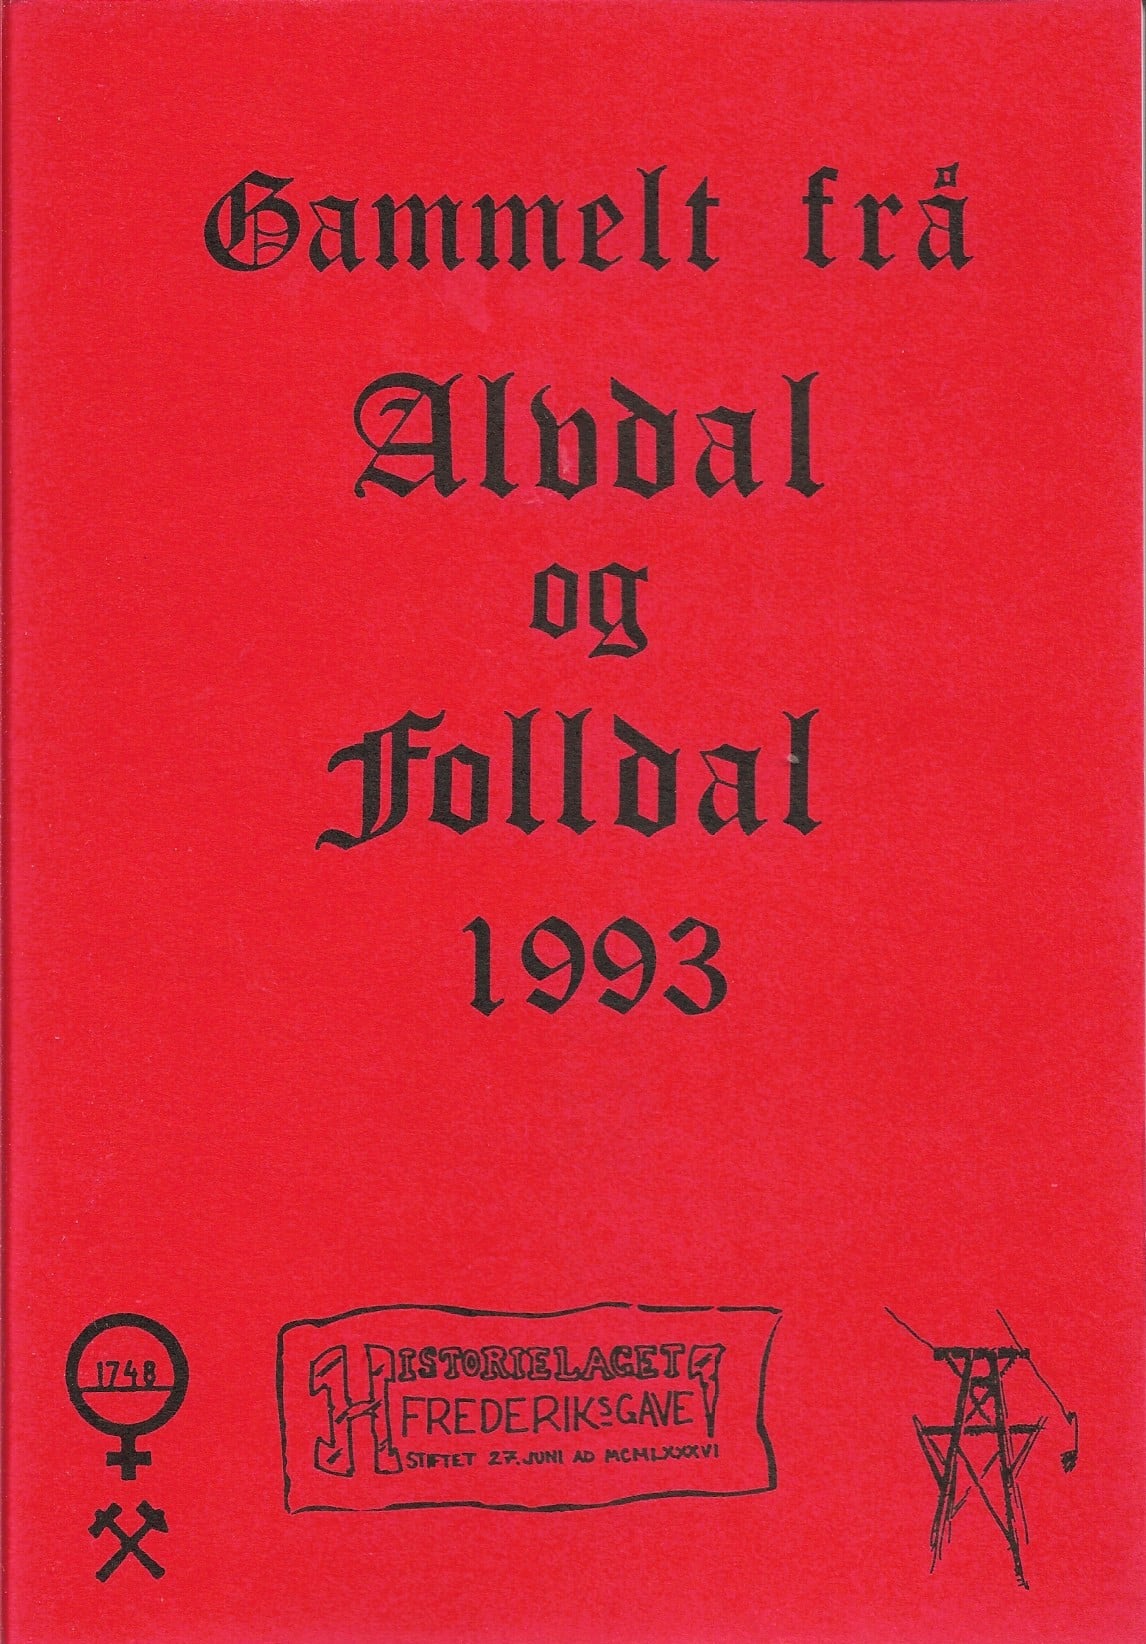 Gammelt frå
Alvdal
og
Folldal
1993
1748
HISTORIELAGET
FREDERIKSGAVE
STIFTET 27. JUNI AD MCMLXXXVI